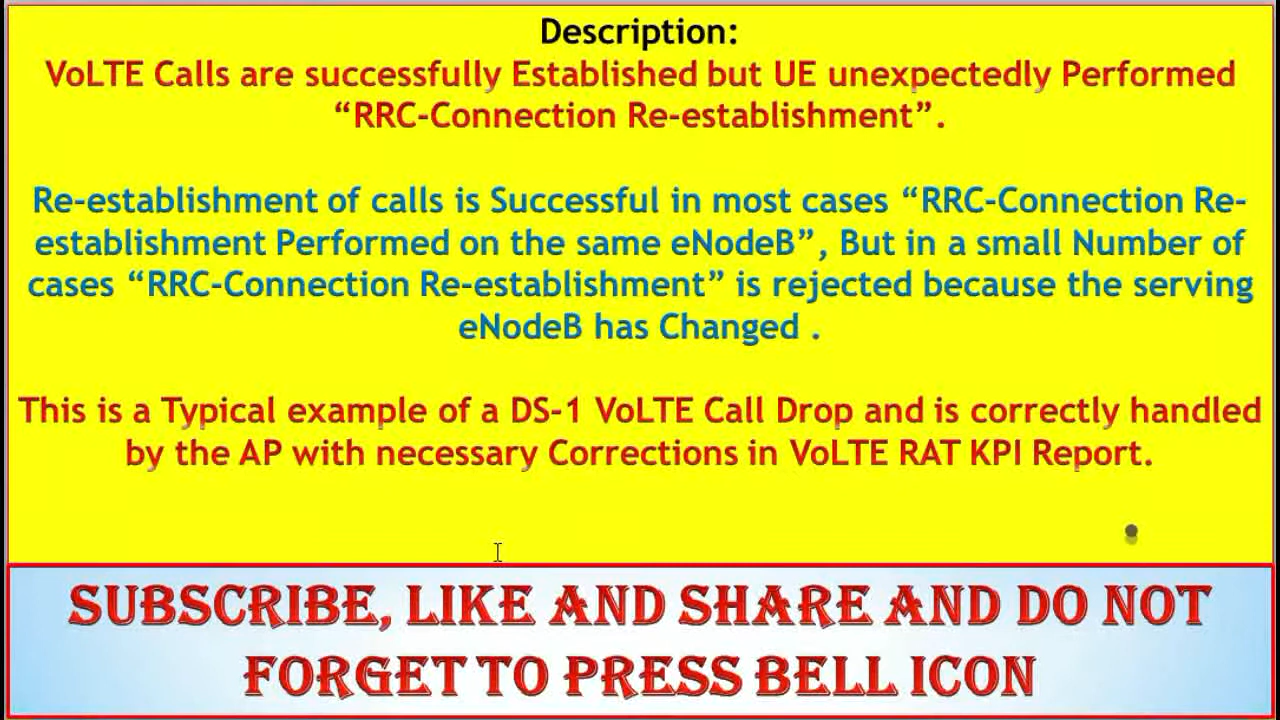 Description:
VoLTE Calls are successfully Established but UE unexpectedly Performed
“RRC-Connection Re-establishment”.
Re-establishment of calls is Successful in most cases “RRC-Connection Re-
establishment Performed on the same eNodeB”, But in a small Number of
cases “RRC-Connection Re-establishment” is rejected because the serving
eNodeB has Changed .
This is a Typical example of a DS-1 VoLTE Call Drop and is correctly handled
by the AP with necessary Corrections in VoLTE RAT KPI Report.
SUBSCRIBE, LIKE AND SHARE AND DO NOT
FORGET TO PRESS BELL ICON